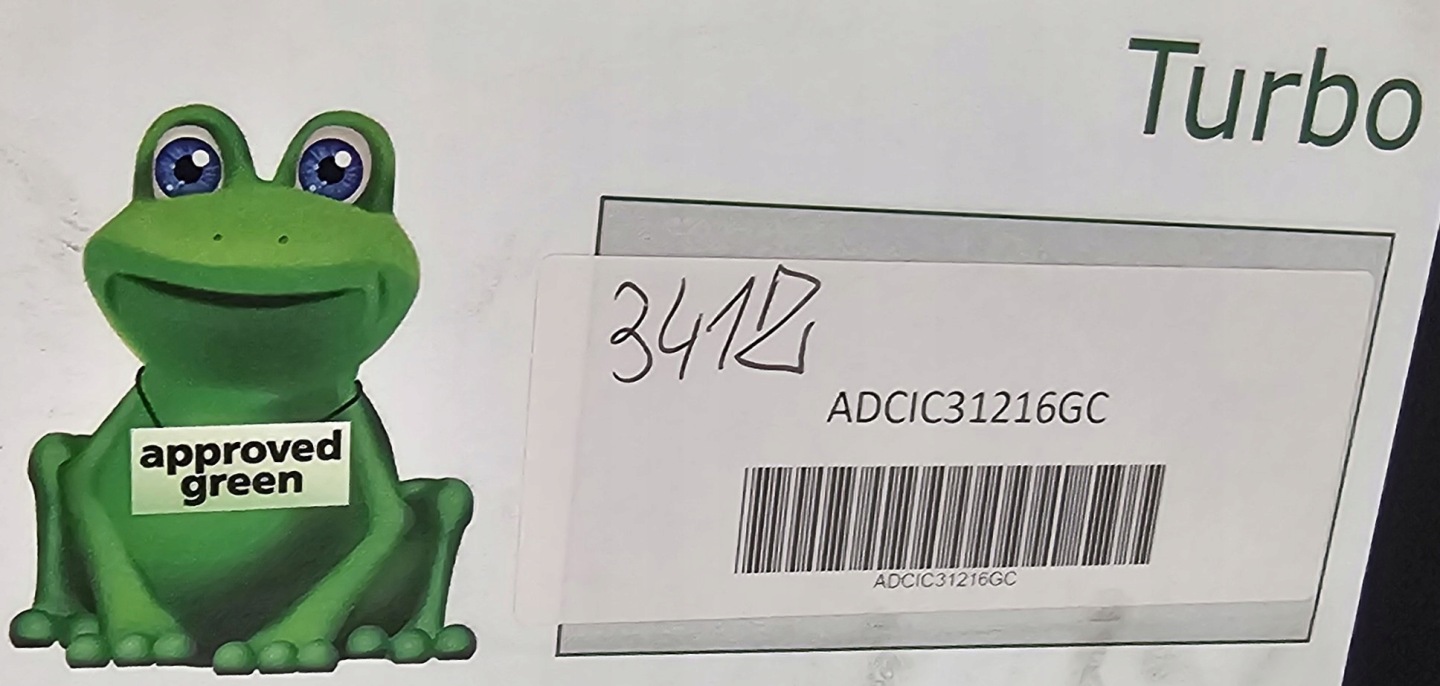 Turbo
341
ADCIC31216GC
ADCIC31216GC
approved
green